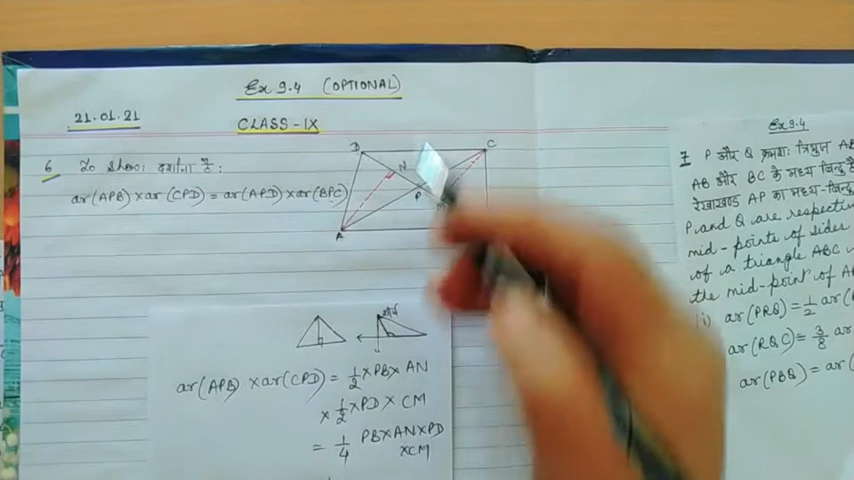 Ex 9.4 (OPTIONAL)
21.01.21
CLASS-IX
6 To Show: दर्शाना है:
ar(APB)×ar(CPD) = ar(APD)×ar(BPC)
D
C
N
P
A
शीर्ष
ar(APB) ×ar(CPD) = 1/2 ×PB× AN
× 1/2 ×PD × CM
= 1/4 PB×AN×PD
×CM
Ex 9.4
7 P और Q क्रमशः त्रिभुज AB
AB और BC के मध्य बिन्दु है
रेखाखण्ड AP का मध्य-बिन्दु
P and Q are respectiv
mid-points of sides
of a triangle ABC
the mid-point of A
(i) ar(PRQ) = 1/2 ar(
ar(RQC) = 3/8 ar
ar(PBQ) = ar(